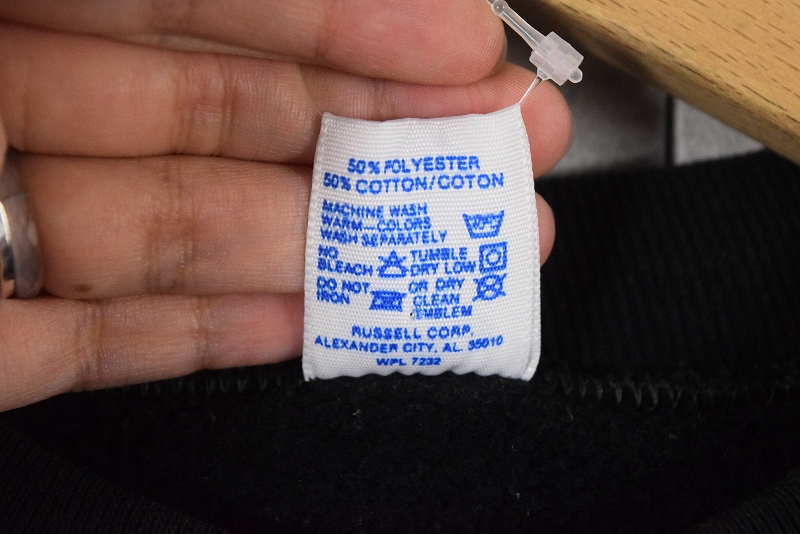 50% POLYESTER
50% COTTON/COTON
MACHINE WASH
WARM—COLORS
WASH SEPARATELY
NO TUMBLE
BLEACH DRY LOW
DO NOT OR DRY
IRON CLEAN
EMBLEM
RUSSELL CORP.
ALEXANDER CITY, AL. 35010
WPL 7232